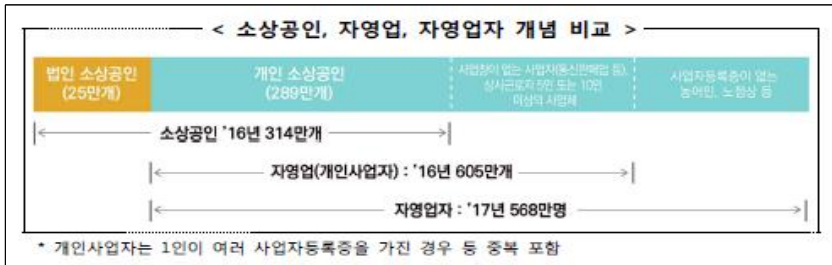 < 소상공인, 자영업, 자영업자 개념 비교 >
법인 소상공인
(25만개)
개인 소상공인
(289만개)
사업장이 없는 사업자(통신판매업 등),
상시근로자 5인 또는 10인
이상의 사업체
사업자등록증이 없는
농어민, 노점상 등
소상공인 '16년 314만개
자영업(개인사업자) : '16년 605만개
자영업자 : '17년 568만명
* 개인사업자는 1인이 여러 사업자등록증을 가진 경우 등 중복 포함